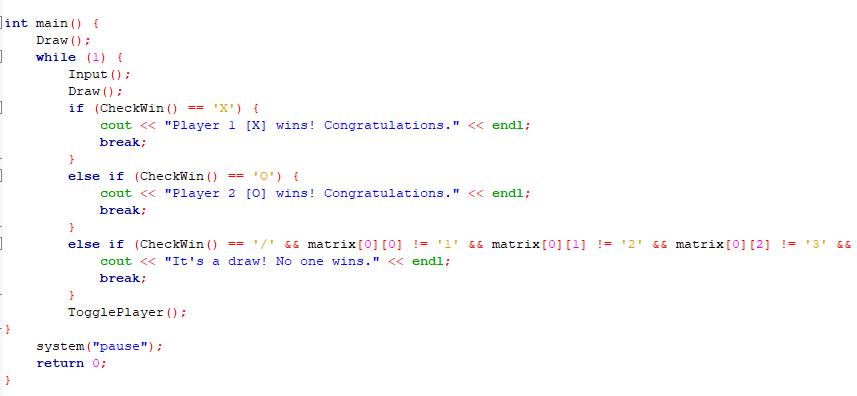 int main() {
    Draw();
    while (1) {
        Input();
        Draw();
        if (CheckWin() == 'X') {
            cout << "Player 1 [X] wins! Congratulations." << endl;
            break;
        }
        else if (CheckWin() == 'O') {
            cout << "Player 2 [O] wins! Congratulations." << endl;
            break;
        }
        else if (CheckWin() == '/' && matrix[0][0] != '1' && matrix[0][1] != '2' && matrix[0][2] != '3' &&
            cout << "It's a draw! No one wins." << endl;
            break;
        }
        TogglePlayer();
}
    system("pause");
    return 0;
}